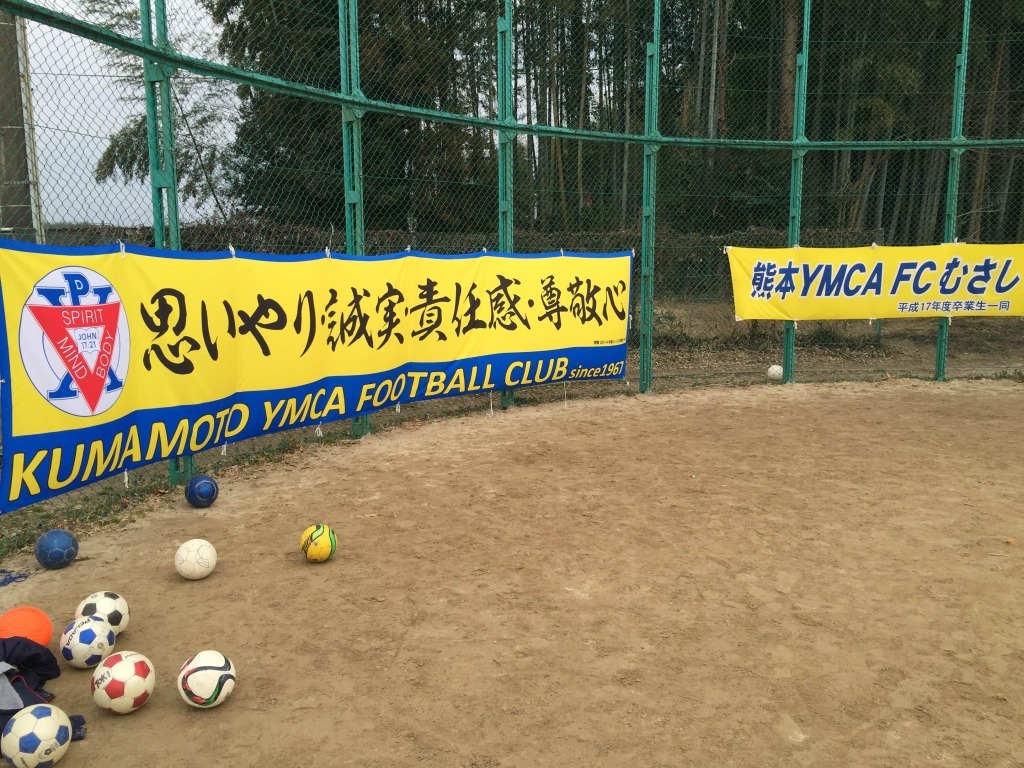 思いやり・誠実・責任感・尊敬心
P
SPIRIT
MIND
BODY
JOHN
17:21
KUMAMOTO YMCA FOOTBALL CLUB since1967
熊本YMCA FC むさし
平成17年度卒業生一同